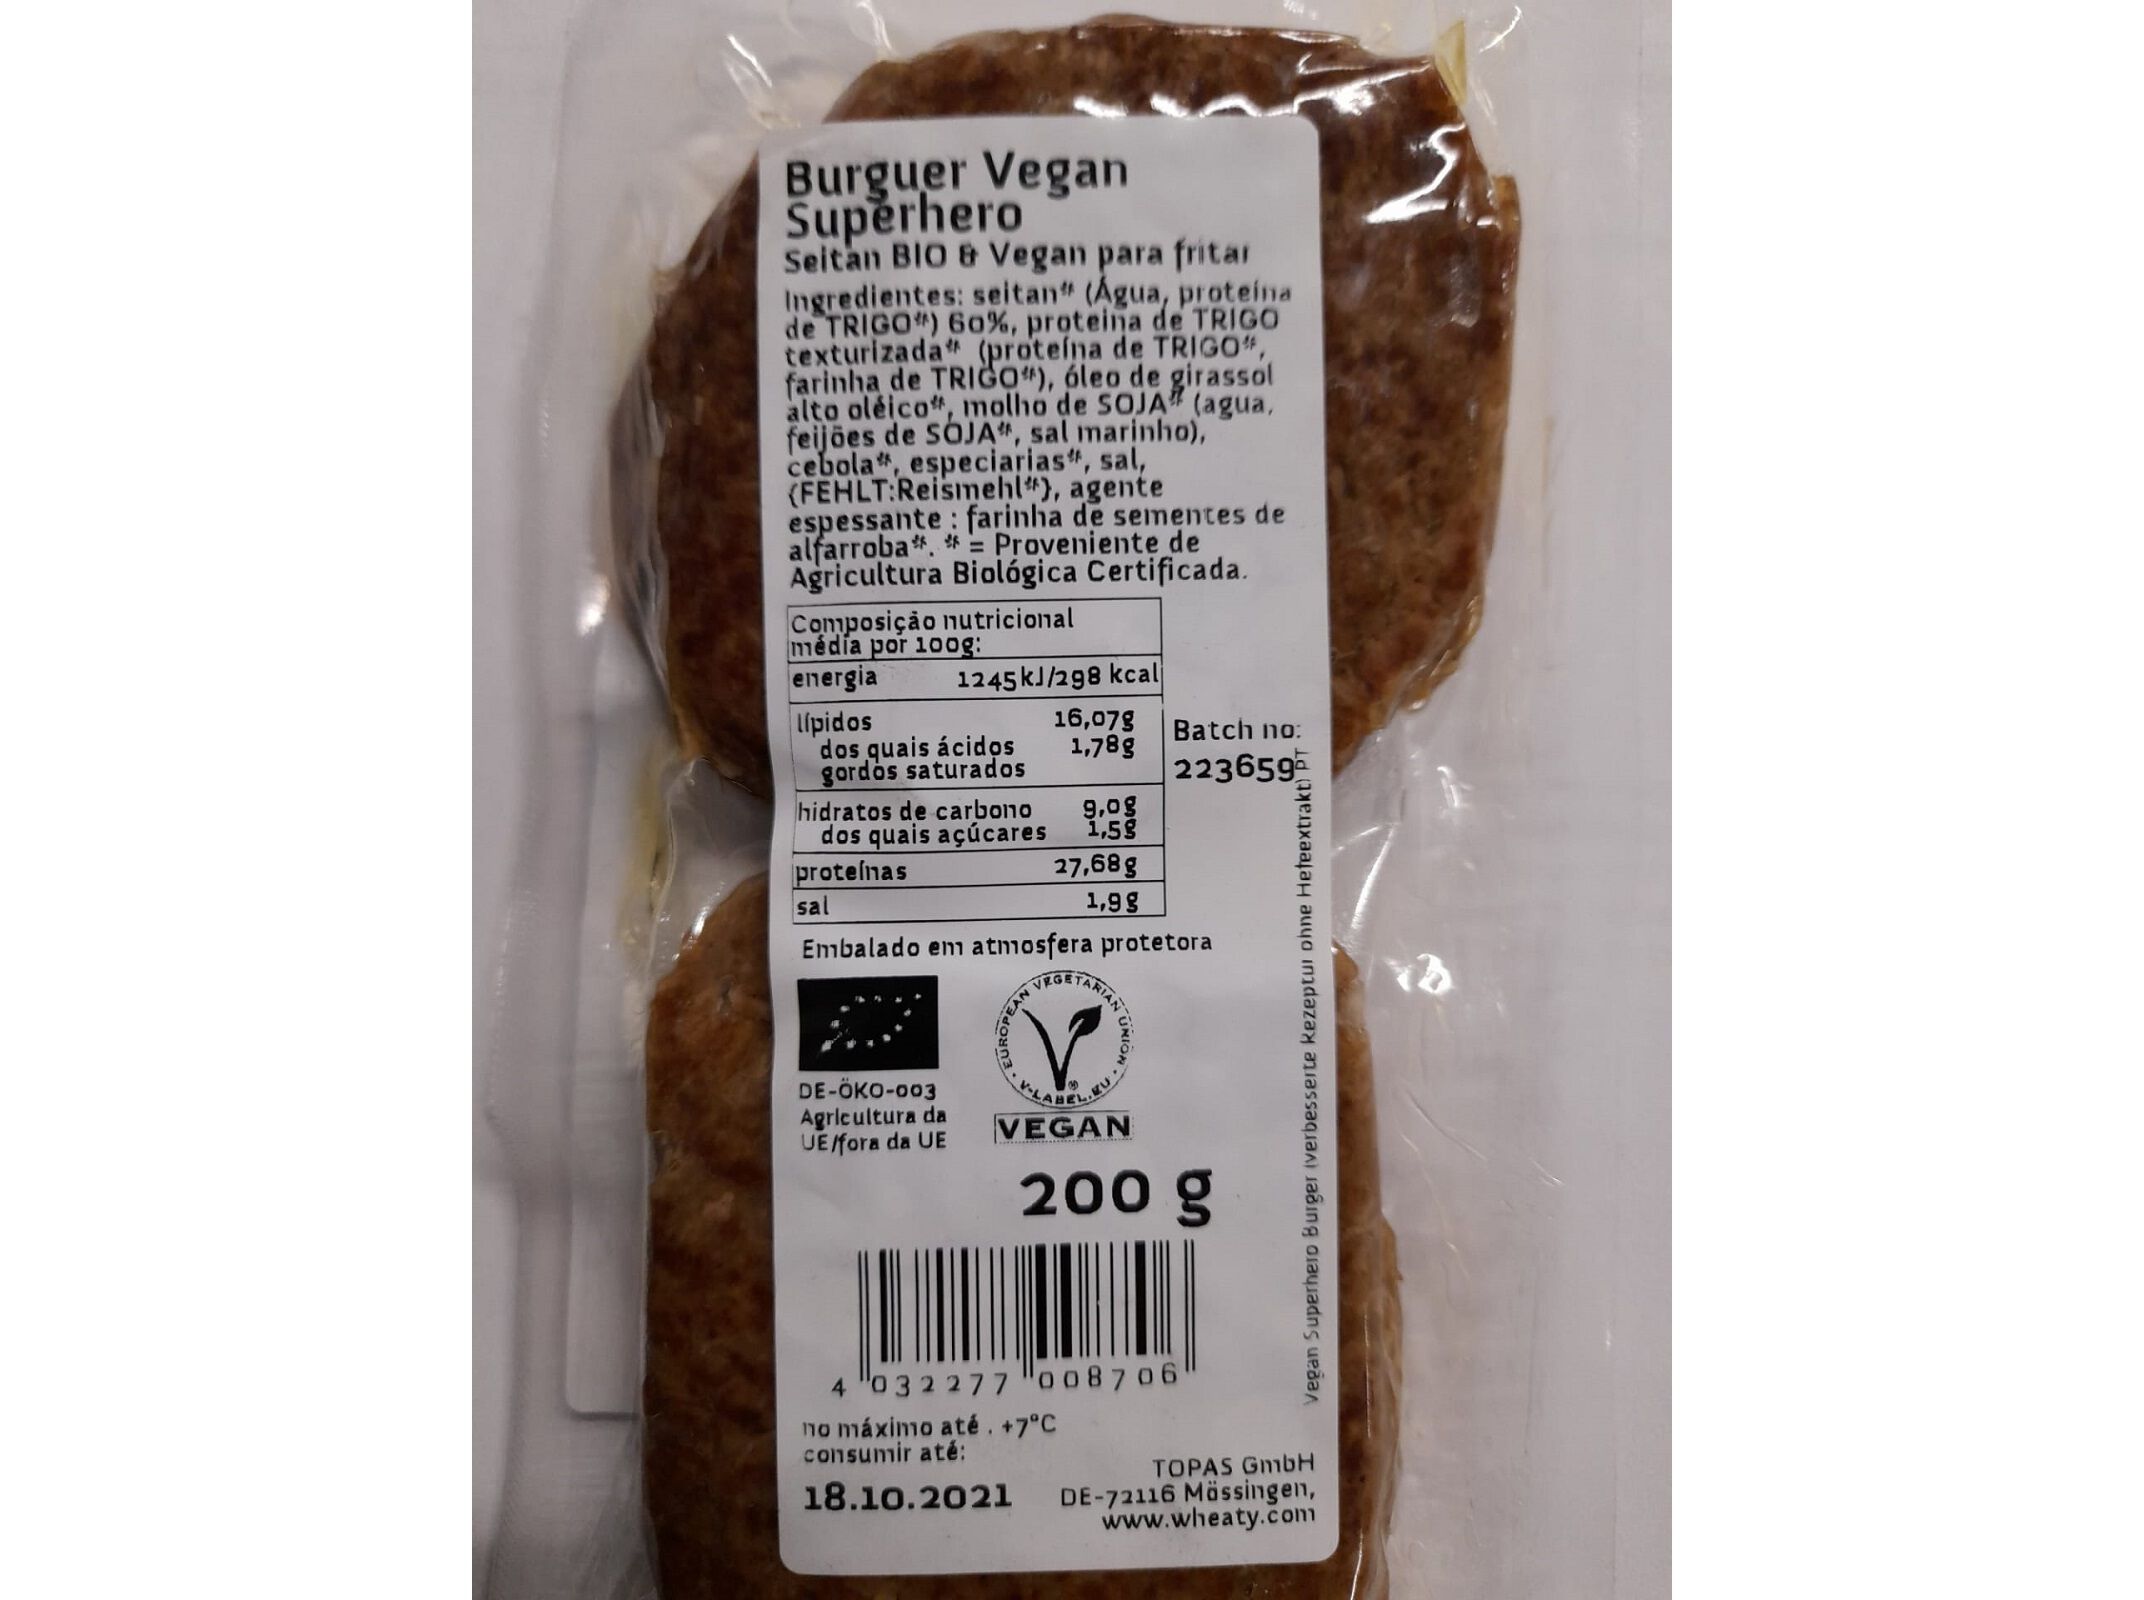 Burguer Vegan
Superhero
Seitan BIO & Vegan para fritar
Ingredientes: seitan* (Água, proteína
de TRIGO*) 60%, proteina de TRIGO
texturizada* (proteína de TRIGO*,
farinha de TRIGO*), óleo de girassol
alto oléico*, molho de SOJA* (agua,
feijões de SOJA*, sal marinho),
cebola*, especiarias*, sal,
{FEHLT:Reismehl*}, agente
espessante : farinha de sementes de
alfarroba*. * = Proveniente de
Agricultura Biológica Certificada.
Composição nutricional
média por 100g:
energia 1245kJ/298 kcal
lípidos 16,07g
dos quais ácidos 1,78g
gordos saturados
hidratos de carbono 9,0g
dos quais açúcares 1,5g
proteínas 27,68g
sal 1,9g
Batch no:
223659
Embalado em atmosfera protetora
EUROPEAN VEGETARIAN UNION
V-LABEL.EU
VEGAN
DE-ÖKO-003
Agricultura da
UE/fora da UE
200 g
4 032277 008706
no máximo até . +7°C
consumir até:
18.10.2021
TOPAS GmbH
DE-72116 Mössingen,
www.wheaty.com
Vegan Superhero Burger (verbesserte Rezeptur ohne Hefeextrakt) PT